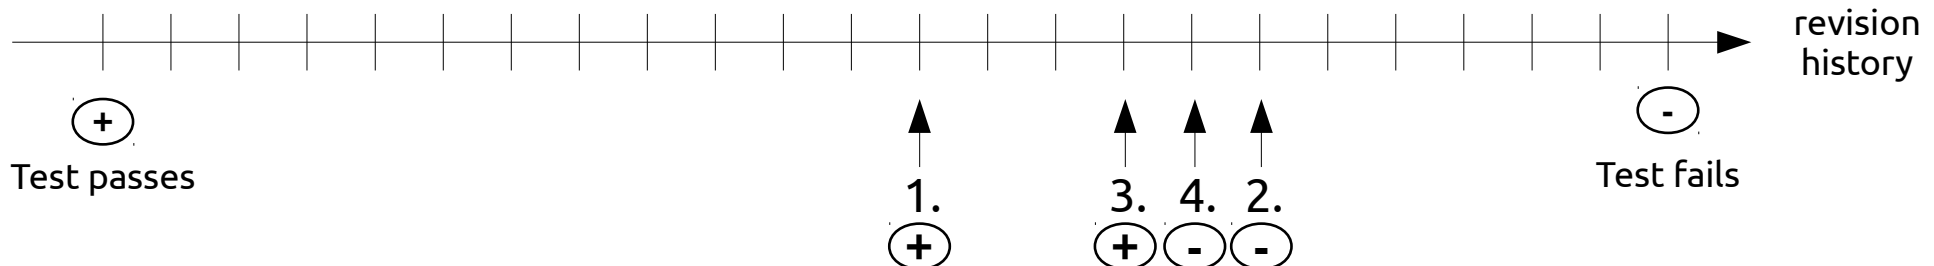 revision
history
+
-
Test passes
Test fails
1.
3.
4.
2.
+
+
-
-